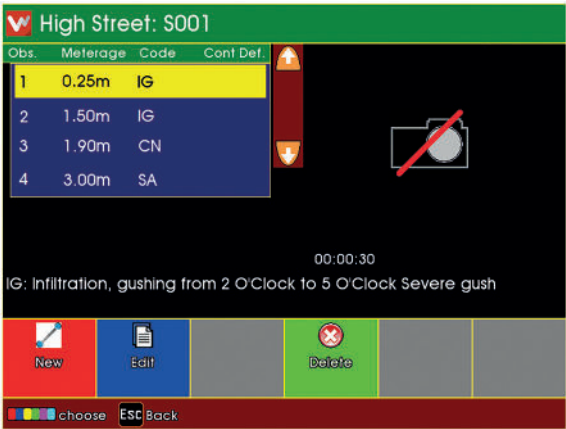 High Street: S001
Obs. Meterage Code Cont Def.
1 0.25m IG
2 1.50m IG
3 1.90m CN
4 3.00m SA
00:00:30
IG: Infiltration, gushing from 2 O'Clock to 5 O'Clock Severe gush
New Edit Delete
choose ESC Back